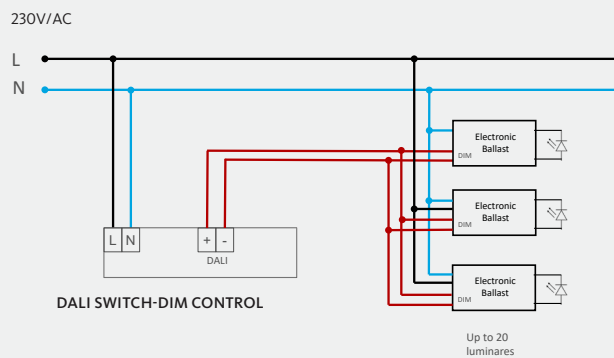 230V/AC
L
N
Electronic
Ballast
DIM
Electronic
Ballast
DIM
L N + -
DALI
Electronic
Ballast
DIM
DALI SWITCH-DIM CONTROL
Up to 20
luminares